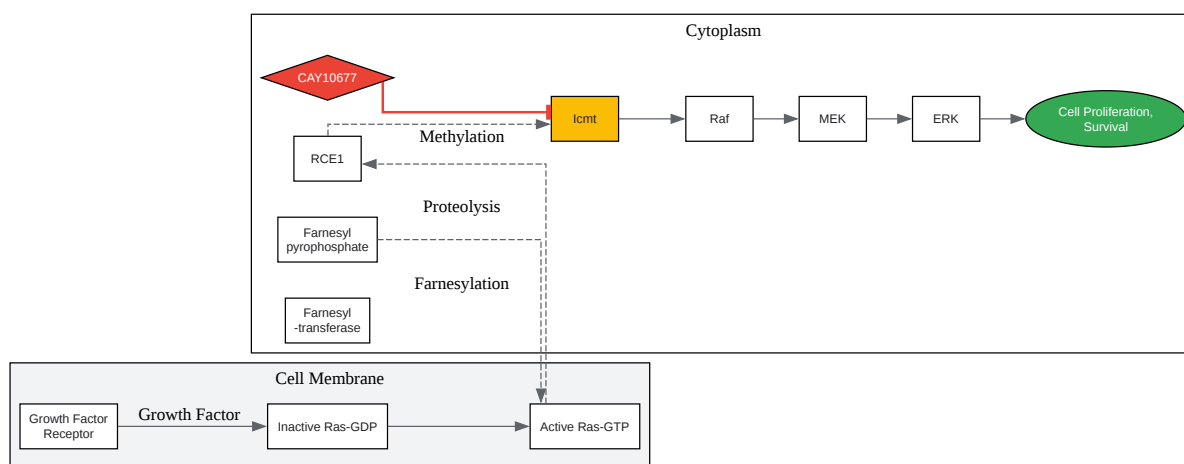 Cytoplasm
CAY10677
Icmt
Raf
MEK
ERK
Cell Proliferation,
Survival
Methylation
RCE1
Proteolysis
Farnesyl
pyrophosphate
Farnesylation
Farnesyl
-transferase
Cell Membrane
Growth Factor
Receptor
Growth Factor
Inactive Ras-GDP
Active Ras-GTP